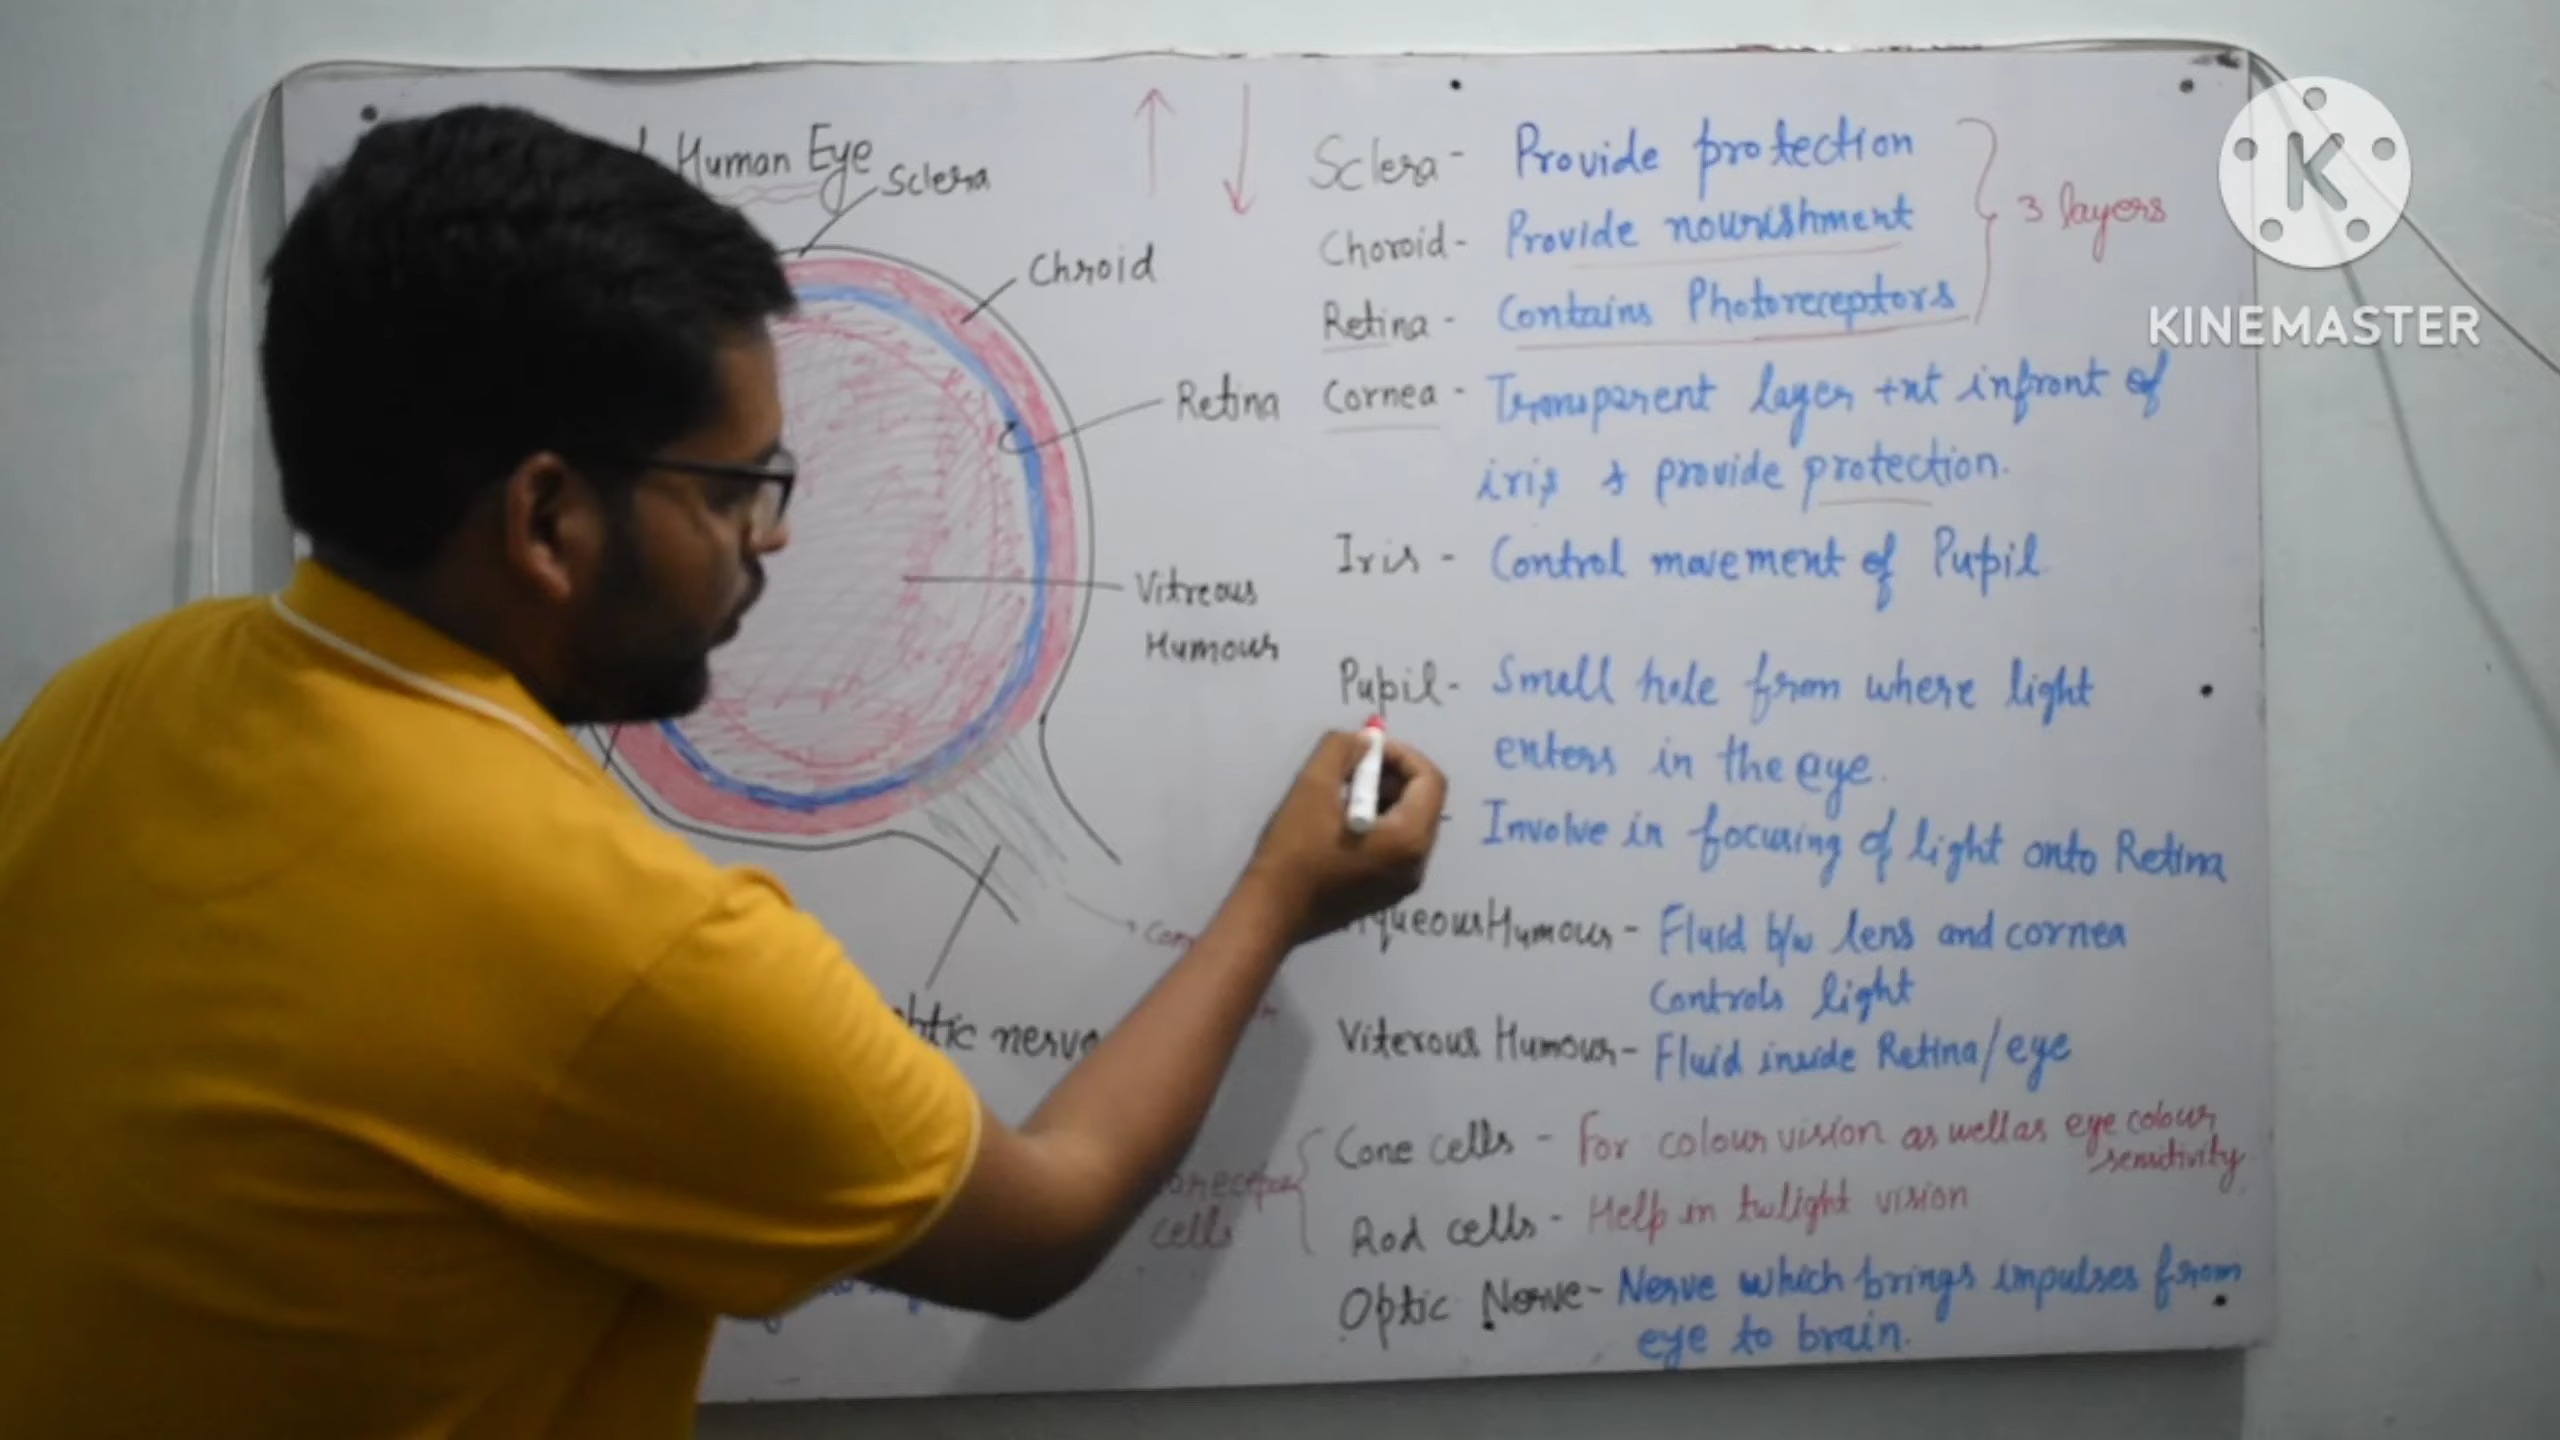 Human Eye
Sclera
Chroid
Retina
Vitreous
Humour
optic nerve
cells
Sclera - Provide protection
Choroid - Provide nourishment
Retina - Contains Photoreceptors
3 layers
Cornea - Transparent layer +nt infront of
iris & provide protection.
Iris - Control movement of Pupil
Pupil - Small hole from where light
enters in the eye.
- Involve in focusing of light onto Retina
Aqueous Humour - Fluid b/w lens and cornea
Controls light
Viterous Humour - Fluid inside Retina/eye
Cone cells - For colour vision as well as eye colour
sensitivity
Rod cells - Help in twlight vision
Optic Nerve - Nerve which brings impulses from
eye to brain.
K
KINEMASTER